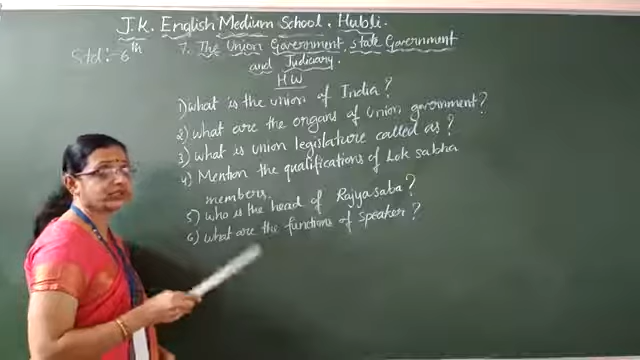 J.K. English Medium School, Hubli.
Std:- 6th
7. The Union Government, State Government
and Judiciary.
HW
1) What is the union of India?
2) What are the organs of union government?
3) What is union legislature called as?
4) Mention the qualifications of Lok sabha
members.
5) Who is the head of Rajyasaba?
6) What are the functions of speaker?